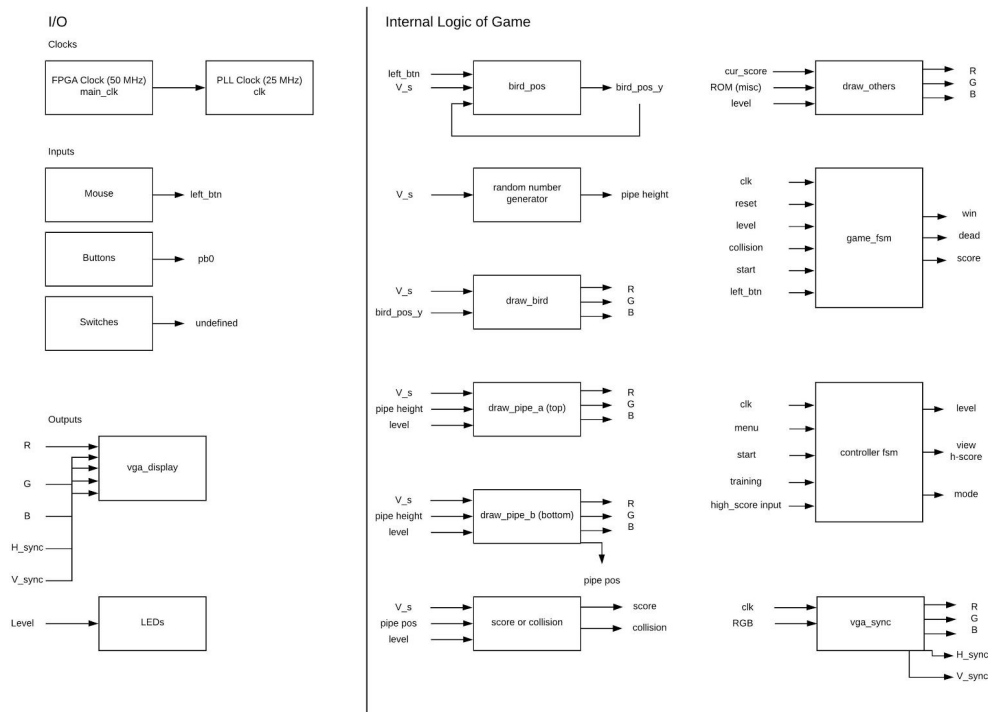 I/O
Clocks
FPGA Clock (50 MHz)
main_clk
PLL Clock (25 MHz)
clk
Inputs
Mouse
left_btn
Buttons
pb0
Switches
undefined
Outputs
R
G
B
H_sync
V_sync
vga_display
Level
LEDs
Internal Logic of Game
left_btn
V_s
bird_pos
bird_pos_y
V_s
random number
generator
pipe height
V_s
bird_pos_y
draw_bird
R
G
B
V_s
pipe height
level
draw_pipe_a (top)
R
G
B
V_s
pipe height
level
draw_pipe_b (bottom)
R
G
B
pipe pos
V_s
pipe pos
level
score or collision
score
collision
cur_score
ROM (misc)
level
draw_others
R
G
B
clk
reset
level
collision
start
left_btn
game_fsm
win
dead
score
clk
menu
start
training
high_score input
controller fsm
level
view
h-score
mode
clk
RGB
vga_sync
R
G
B
H_sync
V_sync